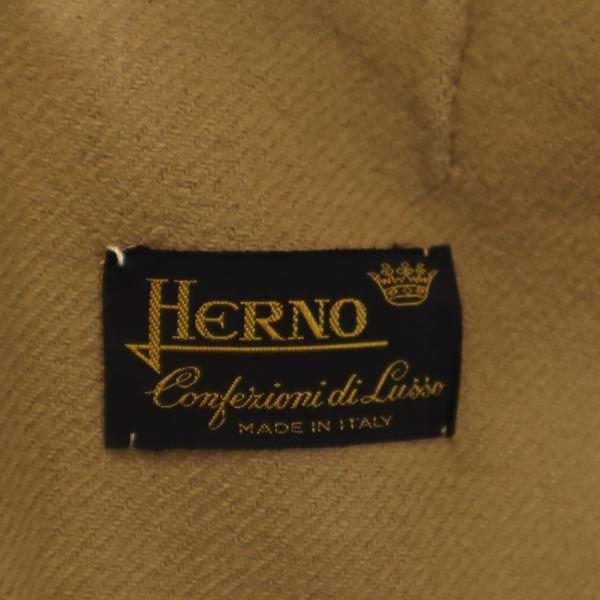 HERNO
Confezioni di Lusso
MADE IN ITALY